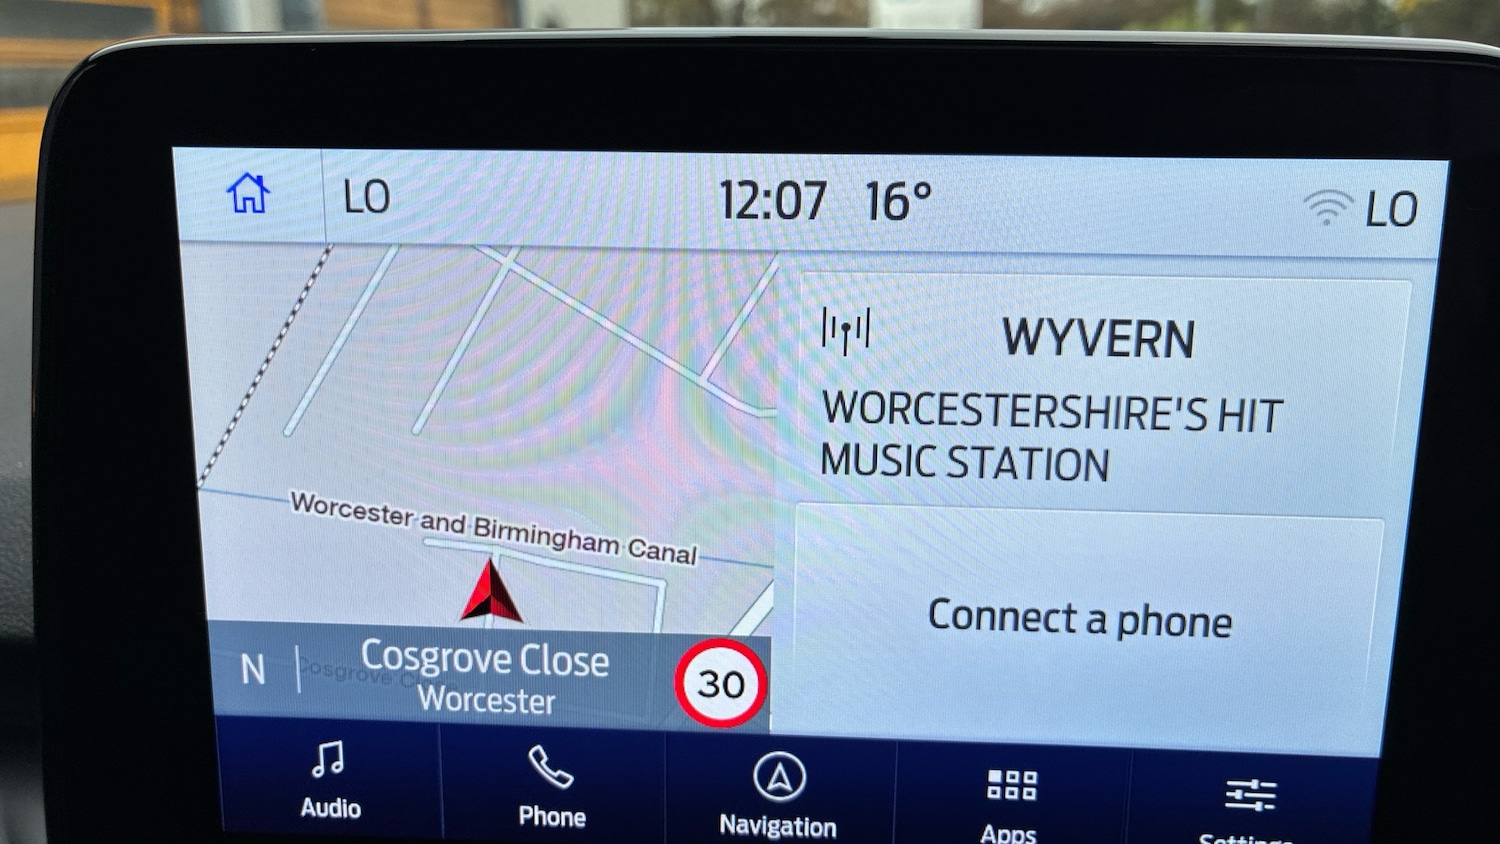 LO
12:07 16°
LO
WYVERN
WORCESTERSHIRE'S HIT
MUSIC STATION
Worcester and Birmingham Canal
Connect a phone
N
Cosgrove Close
Worcester
30
Audio
Phone
Navigation
Apps
Settings